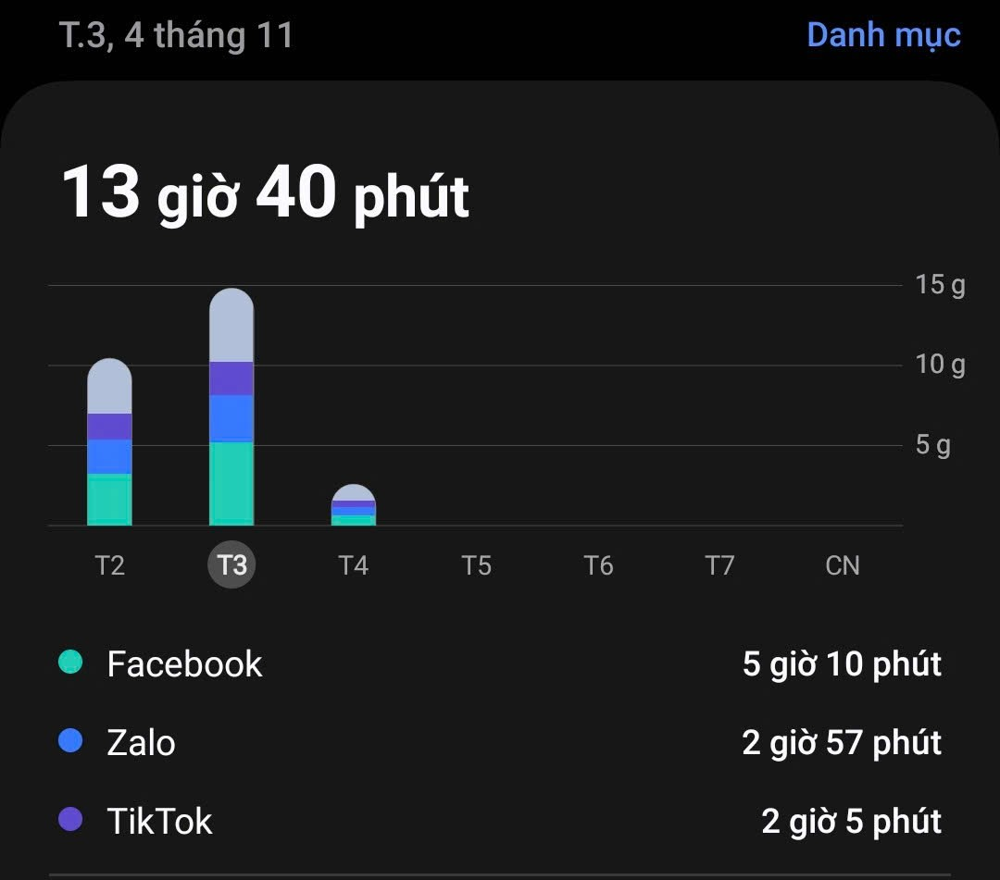 T.3, 4 tháng 11 Danh mục
13 giờ 40 phút
15 g
10 g
5 g
T2 T3 T4 T5 T6 T7 CN
Facebook 5 giờ 10 phút
Zalo 2 giờ 57 phút
TikTok 2 giờ 5 phút